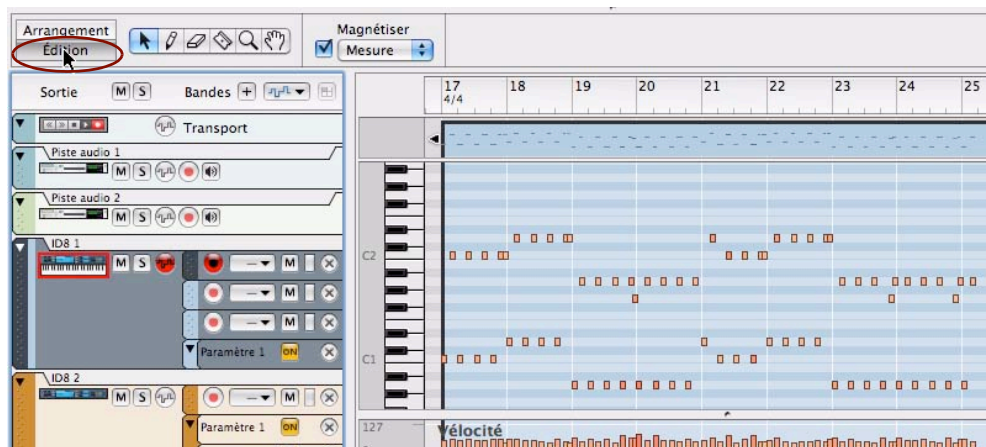 Arrangement
Édition
Magnétiser
Mesure
Sortie M S Bandes +
17 18 19 20 21 22 23 24 25
4/4
Transport
Piste audio 1
M S
Piste audio 2
M S
ID8 1
M S M
M
M
Paramètre 1 ON
C2
C1
ID8 2
M S M
Paramètre 1 ON
127
Vélocité